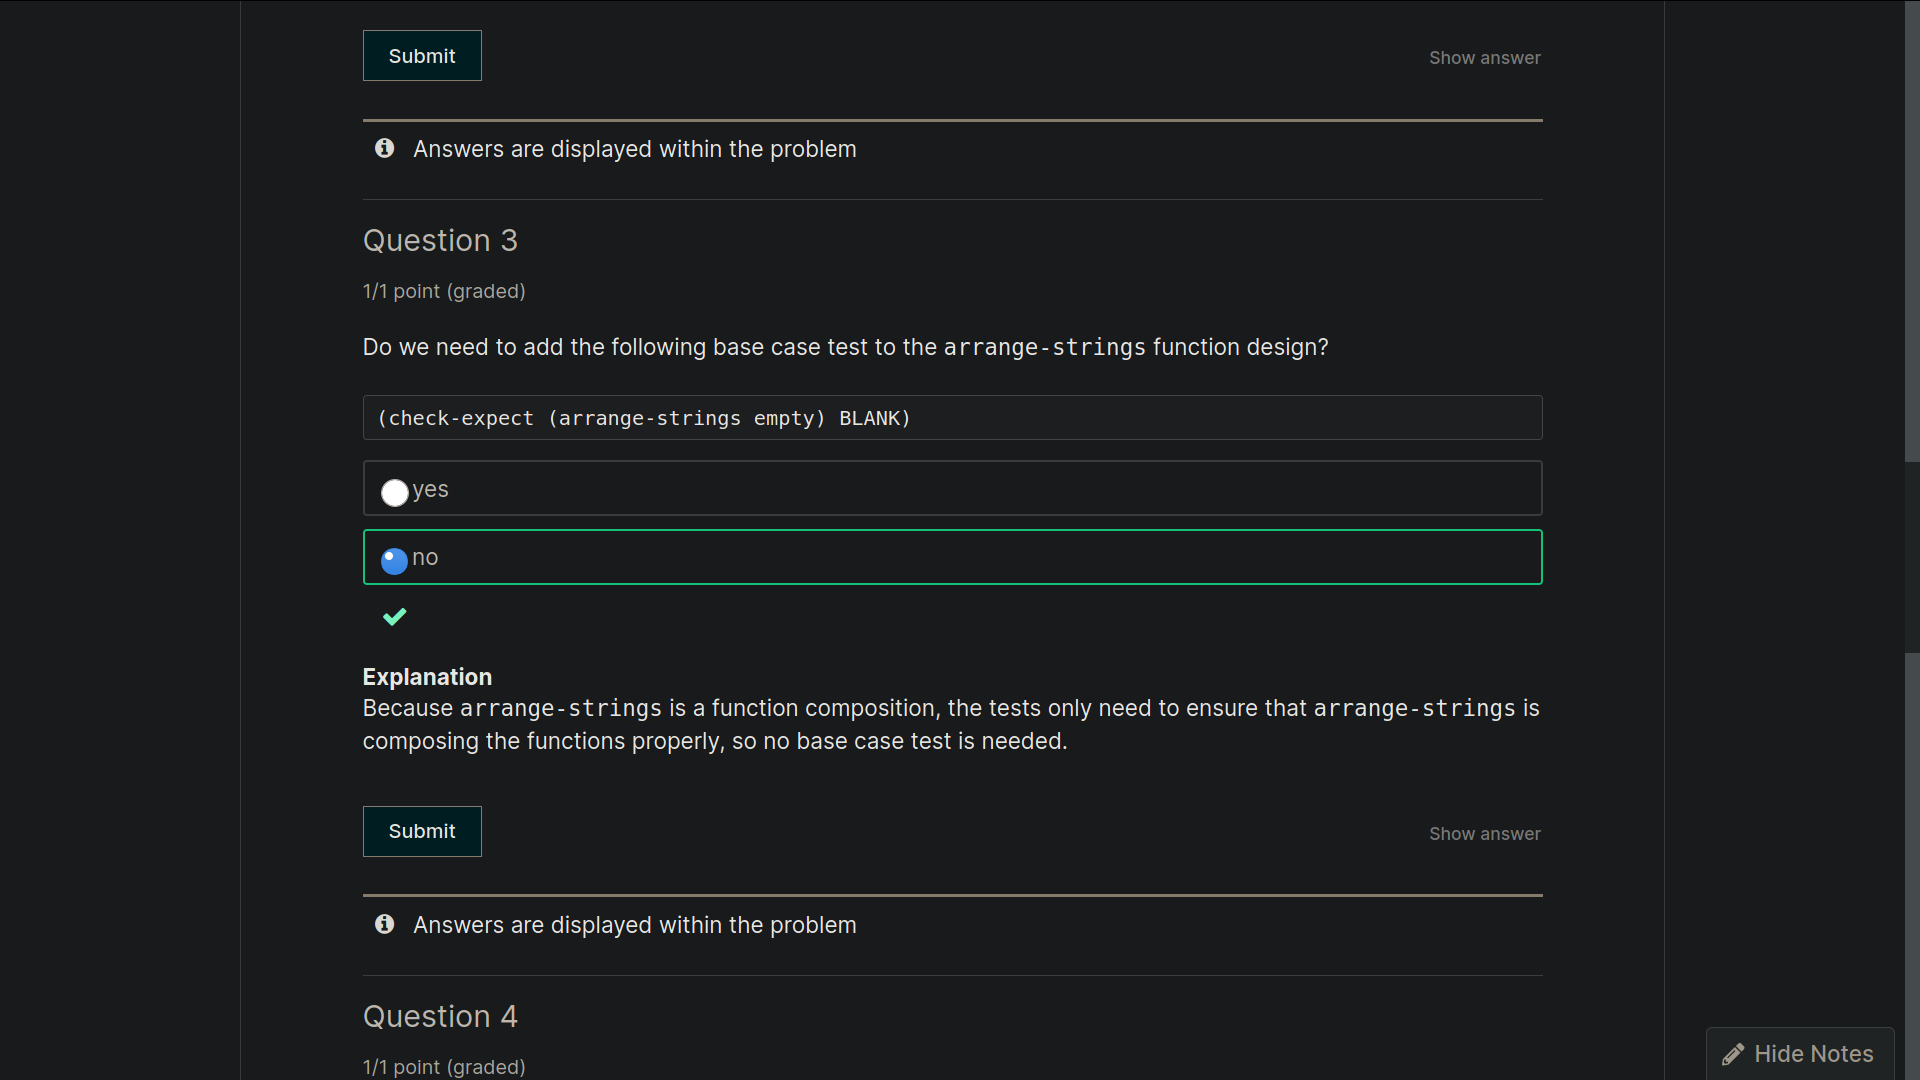 Submit
Show answer
Answers are displayed within the problem
Question 3
1/1 point (graded)
Do we need to add the following base case test to the arrange-strings function design?
(check-expect (arrange-strings empty) BLANK)
yes
no
Explanation
Because arrange-strings is a function composition, the tests only need to ensure that arrange-strings is
composing the functions properly, so no base case test is needed.
Submit
Show answer
Answers are displayed within the problem
Question 4
1/1 point (graded)
Hide Notes